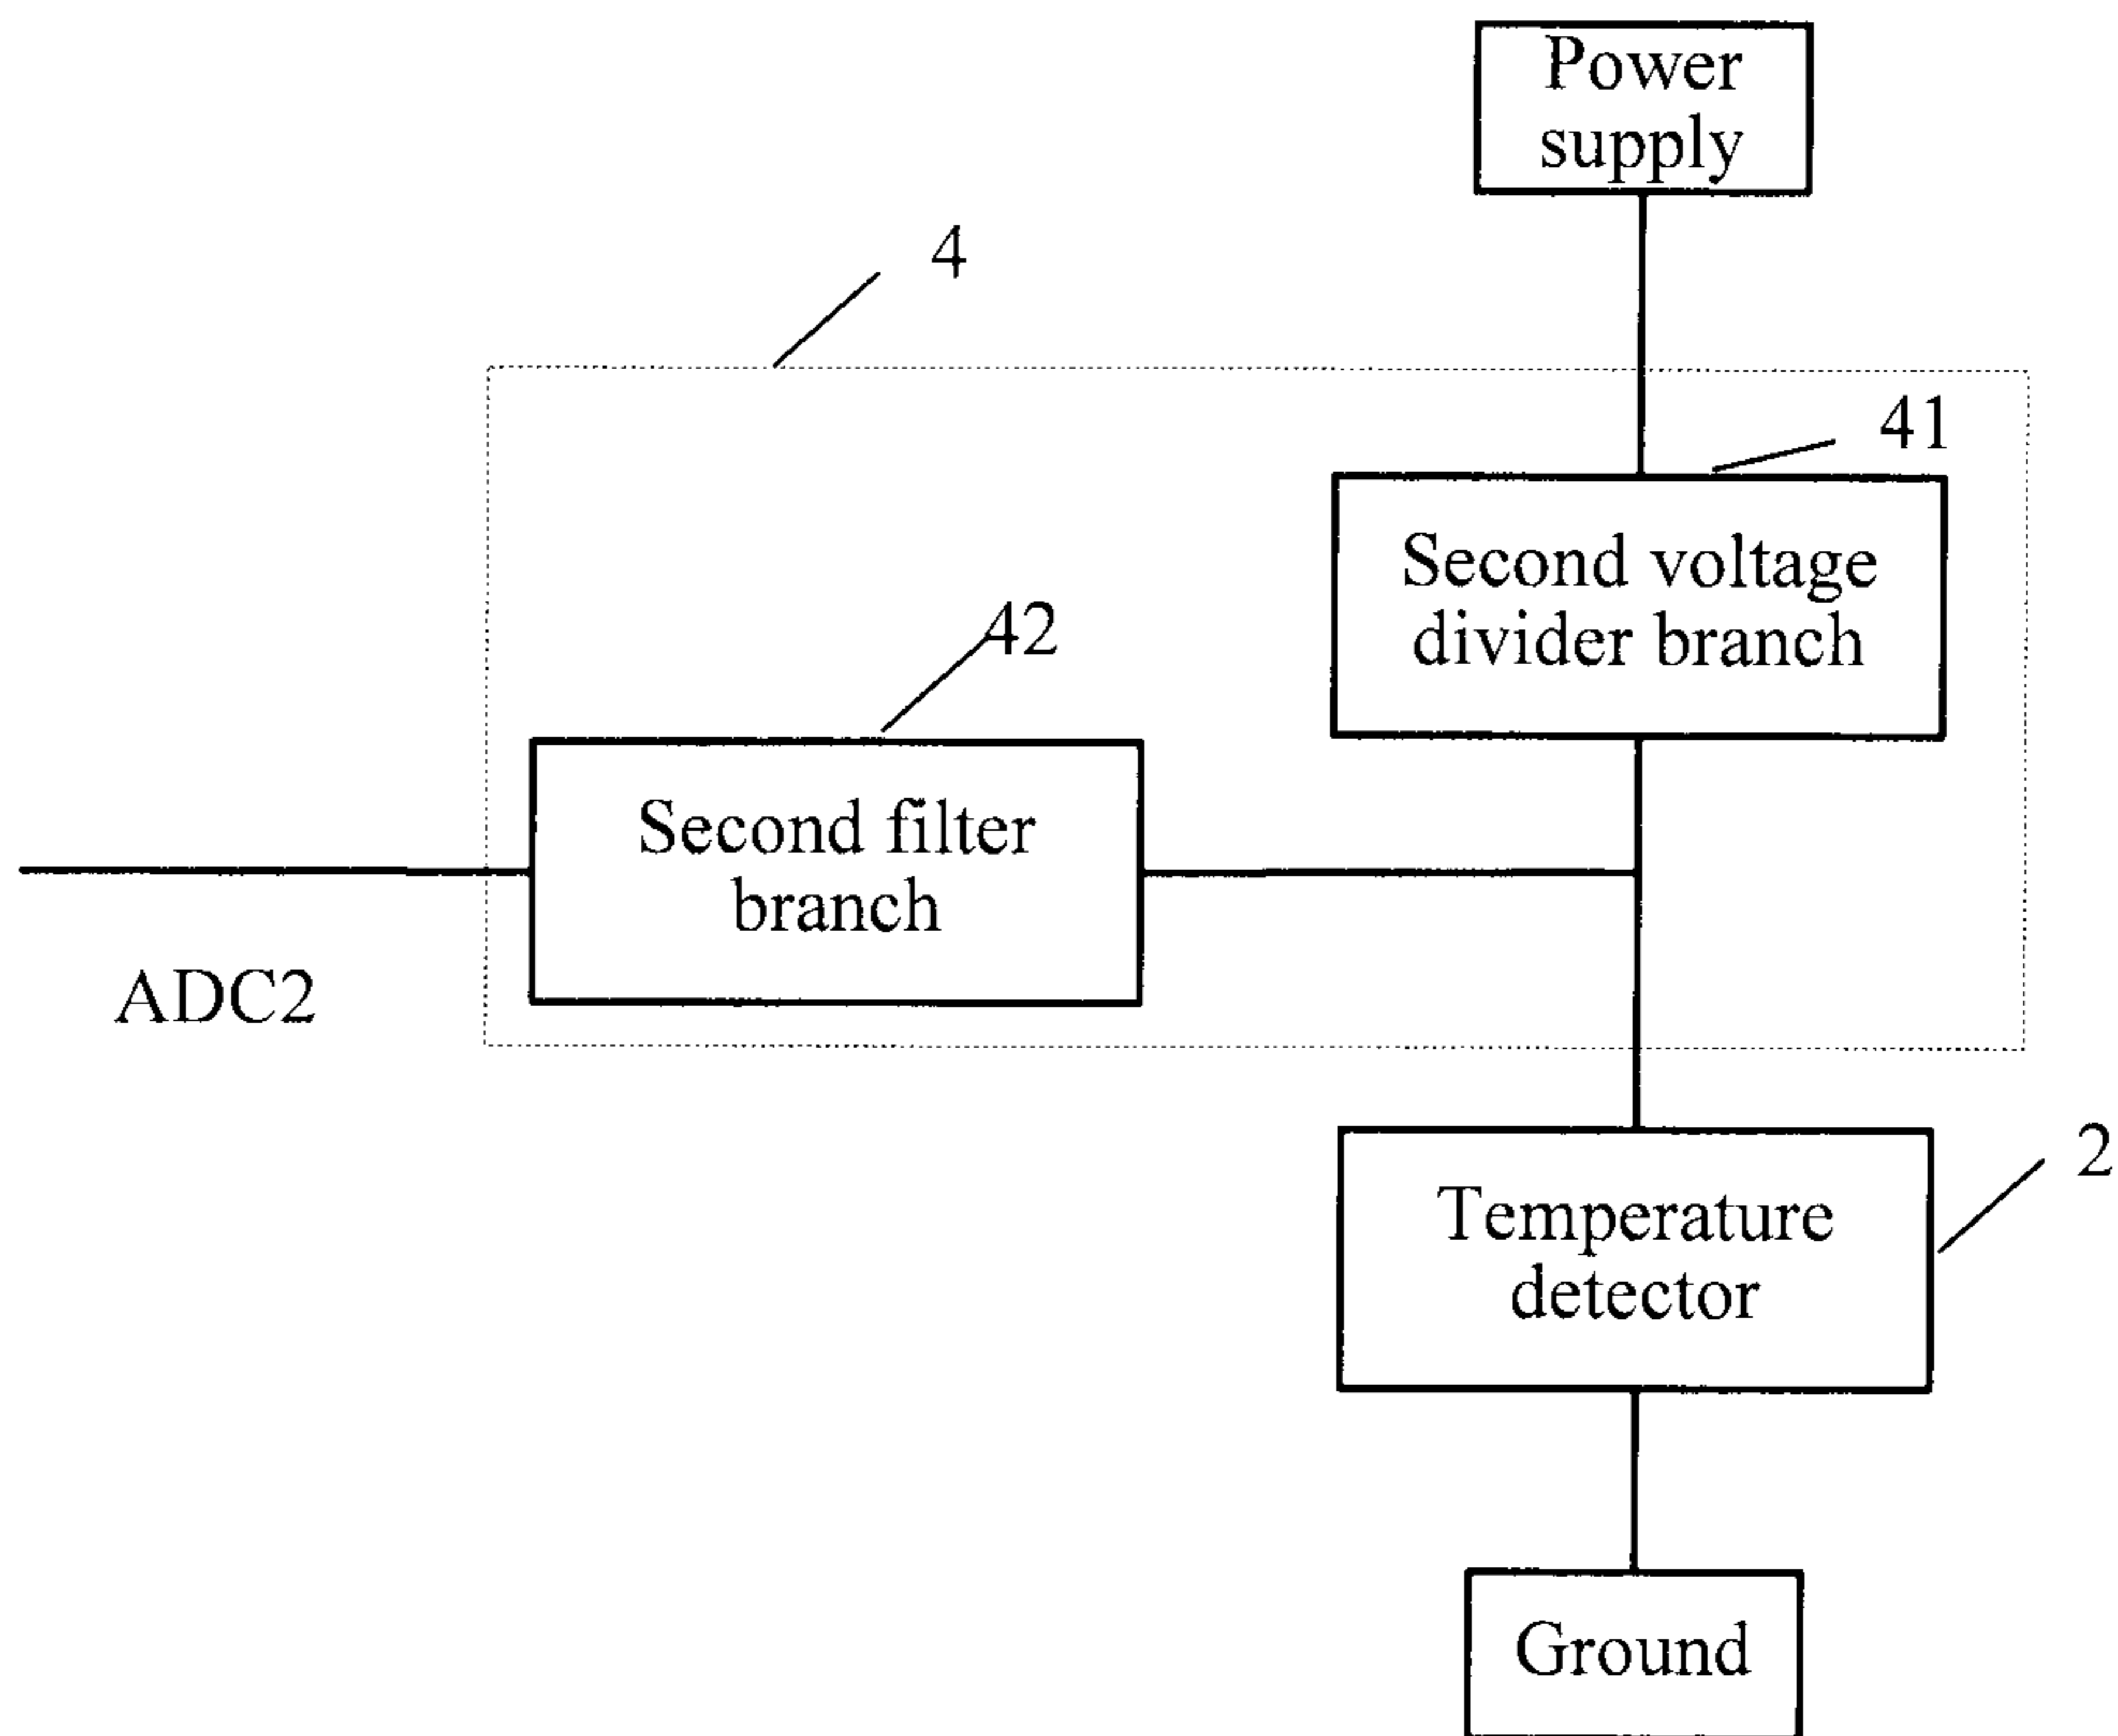 Power
supply
4
41
Second voltage
divider branch
42
Second filter
branch
ADC2
2
Temperature
detector
Ground